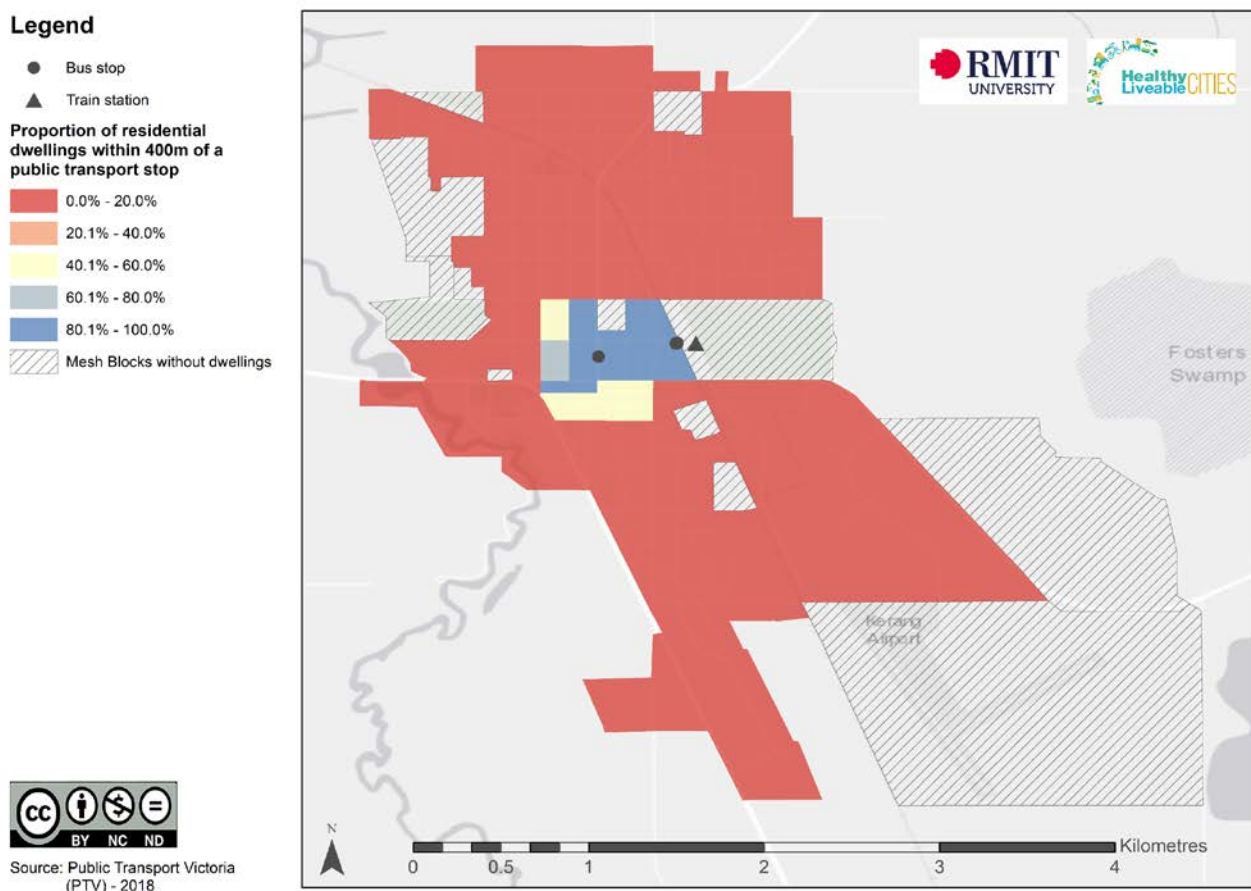 Legend
Bus stop
Train station
Proportion of residential
dwellings within 400m of a
public transport stop
0.0% - 20.0%
20.1% - 40.0%
40.1% - 60.0%
60.1% - 80.0%
80.1% - 100.0%
Mesh Blocks without dwellings
RMIT
UNIVERSITY
Healthy
Liveable CITIES
Fosters
Swamp
Kerang
Airport
N
Kilometres
0 0.5 1 2 3 4
cc
BY NC ND
Source: Public Transport Victoria
(PTV) - 2018